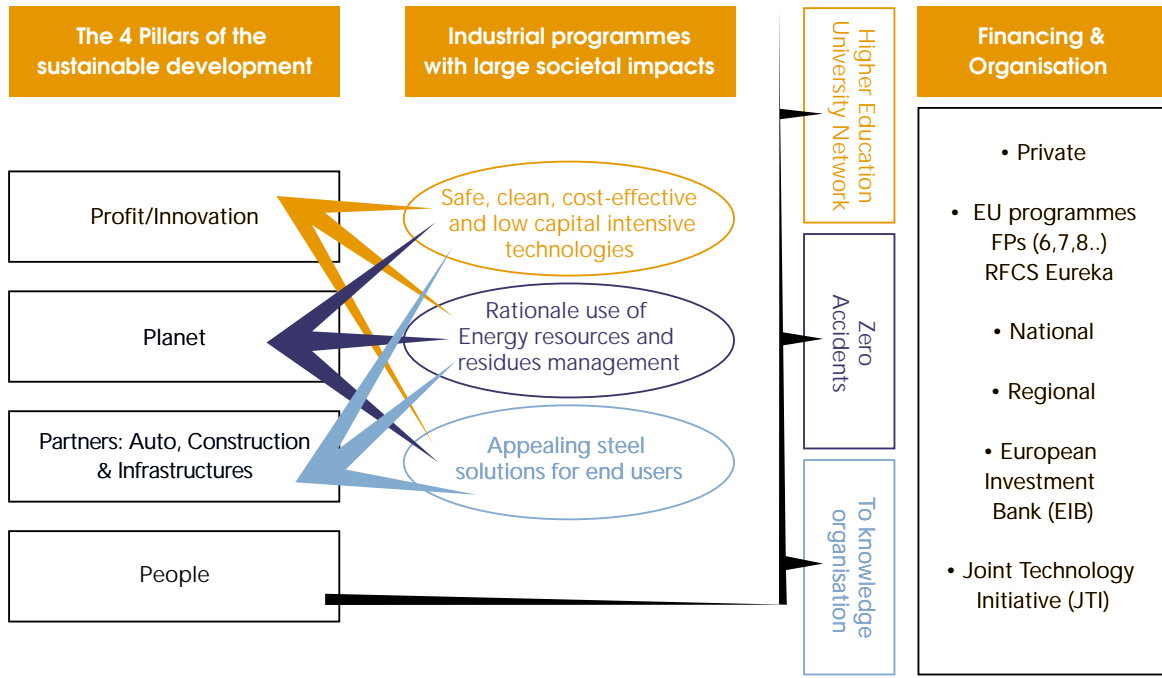 The 4 Pillars of the
sustainable development
Profit/Innovation
Planet
Partners: Auto, Construction
& Infrastructures
People
Industrial programmes
with large societal impacts
Safe, clean, cost-effective
and low capital intensive
technologies
Rationale use of
Energy resources and
residues management
Appealing steel
solutions for end users
Higher Education
University Network
Zero
Accidents
To knowledge
organisation
Financing &
Organisation
• Private
• EU programmes
FPs (6,7,8..)
RFCS Eureka
• National
• Regional
• European
Investment
Bank (EIB)
• Joint Technology
Initiative (JTI)